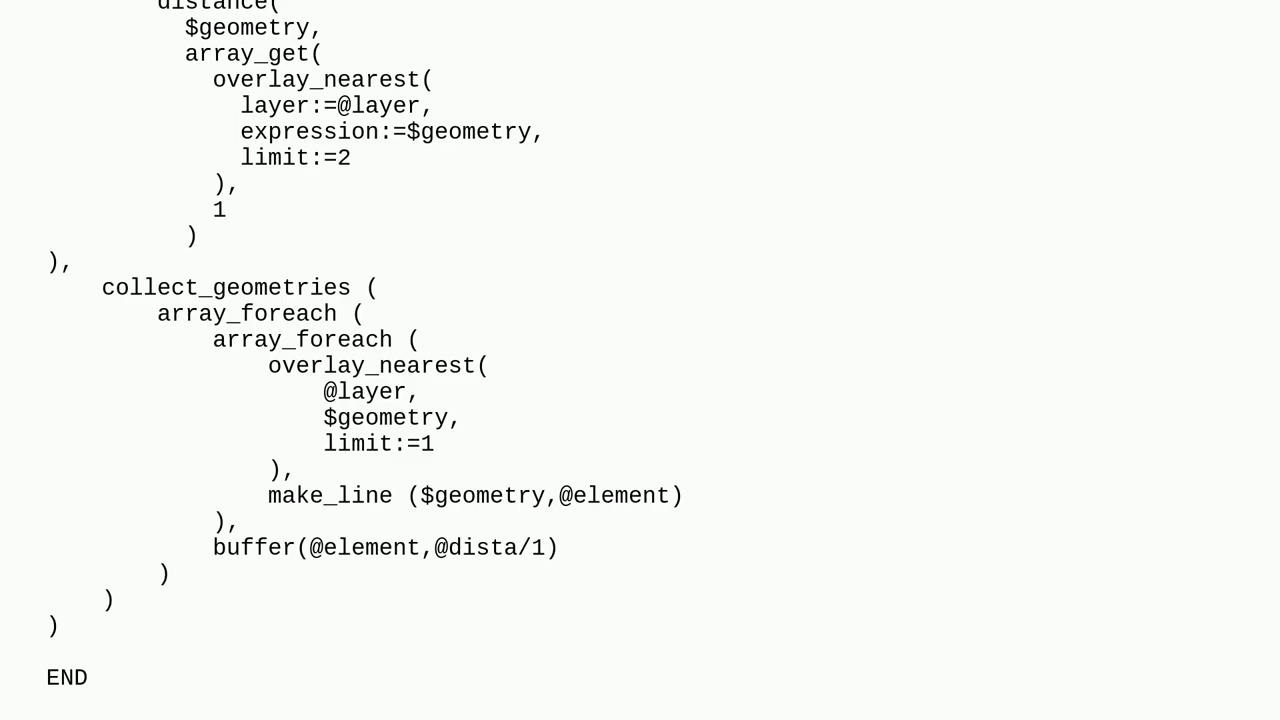 distance(
$geometry,
array_get(
overlay_nearest(
layer:=@layer,
expression:=$geometry,
limit:=2
),
1
)
),
collect_geometries (
array_foreach (
array_foreach (
overlay_nearest(
@layer,
$geometry,
limit:=1
),
make_line ($geometry,@element)
),
buffer(@element,@dista/1)
)
)
)
END